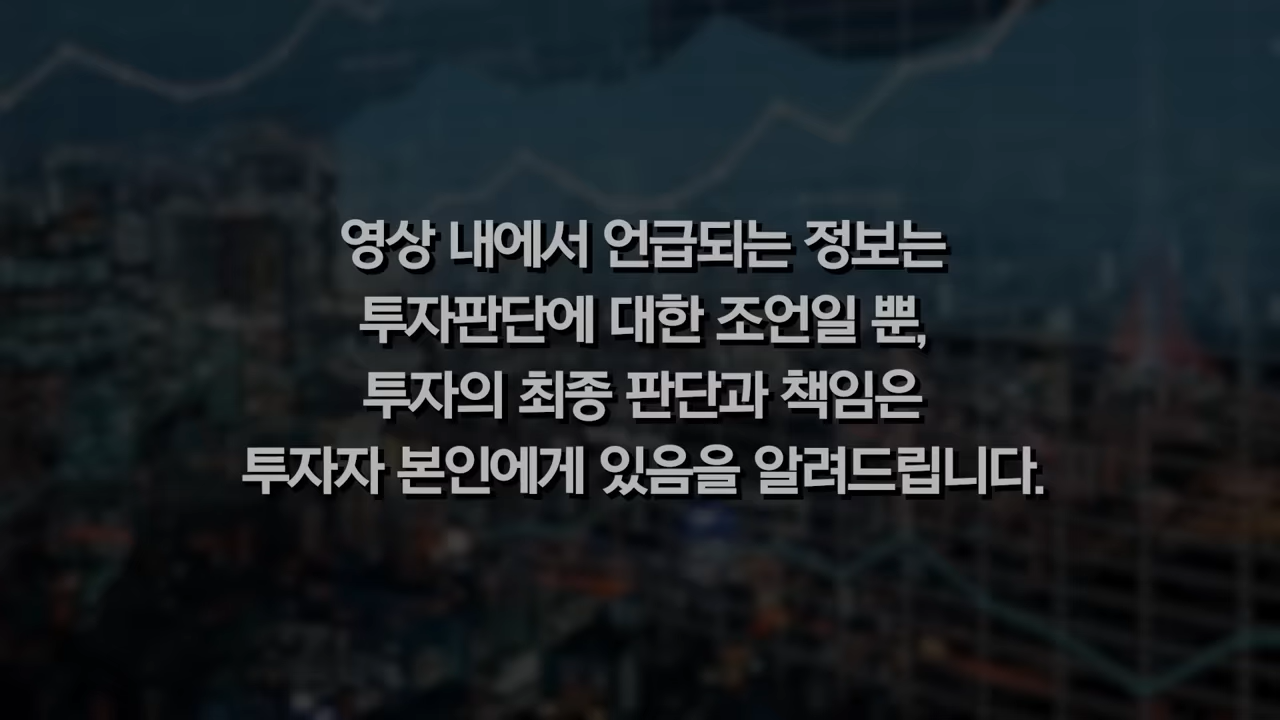 영상 내에서 언급되는 정보는
투자판단에 대한 조언일 뿐,
투자의 최종 판단과 책임은
투자자 본인에게 있음을 알려드립니다.